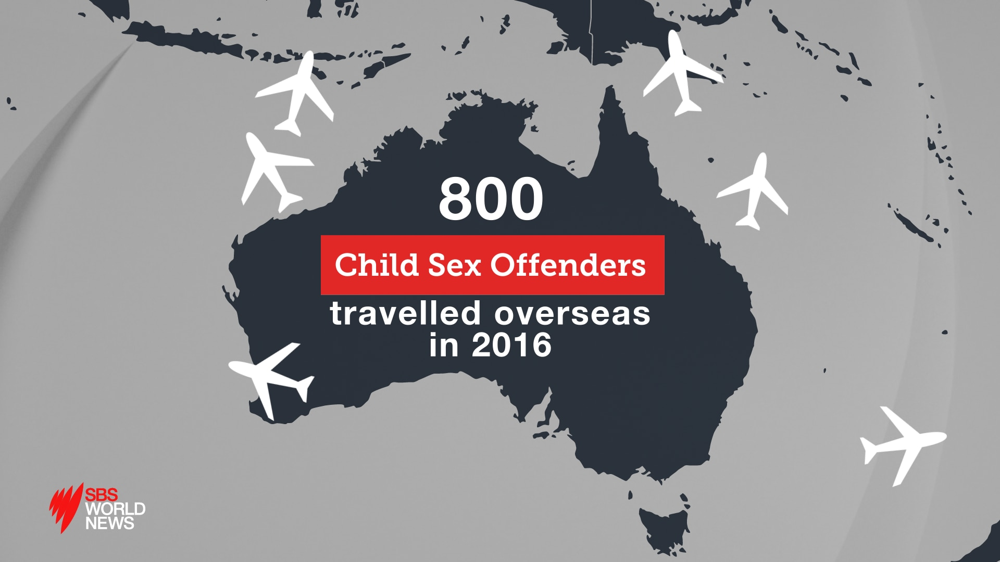 800
Child Sex Offenders
travelled overseas
in 2016
SBS
WORLD
NEWS